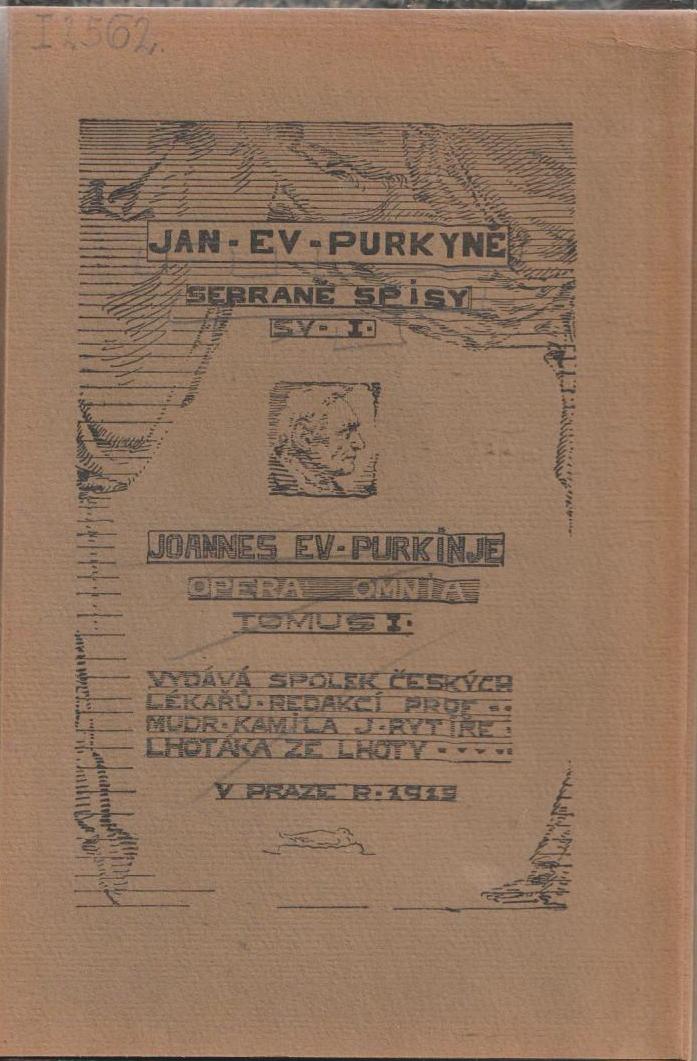 I 2562.
JAN - EV - PURKYNĚ
SEBRANÉ SPISY
SV - I.
JOANNES EV - PURKINJE
OPERA OMNIA
TOMUS I.
VYDÁVÁ SPOLEK ČESKÝCH
LÉKAŘŮ · REDAKCÍ PROF ..
MUDR · KAMILA J · RYTÍŘE .
LHOTÁKA ZE LHOTY . . . . .
V PRAZE R · 1919